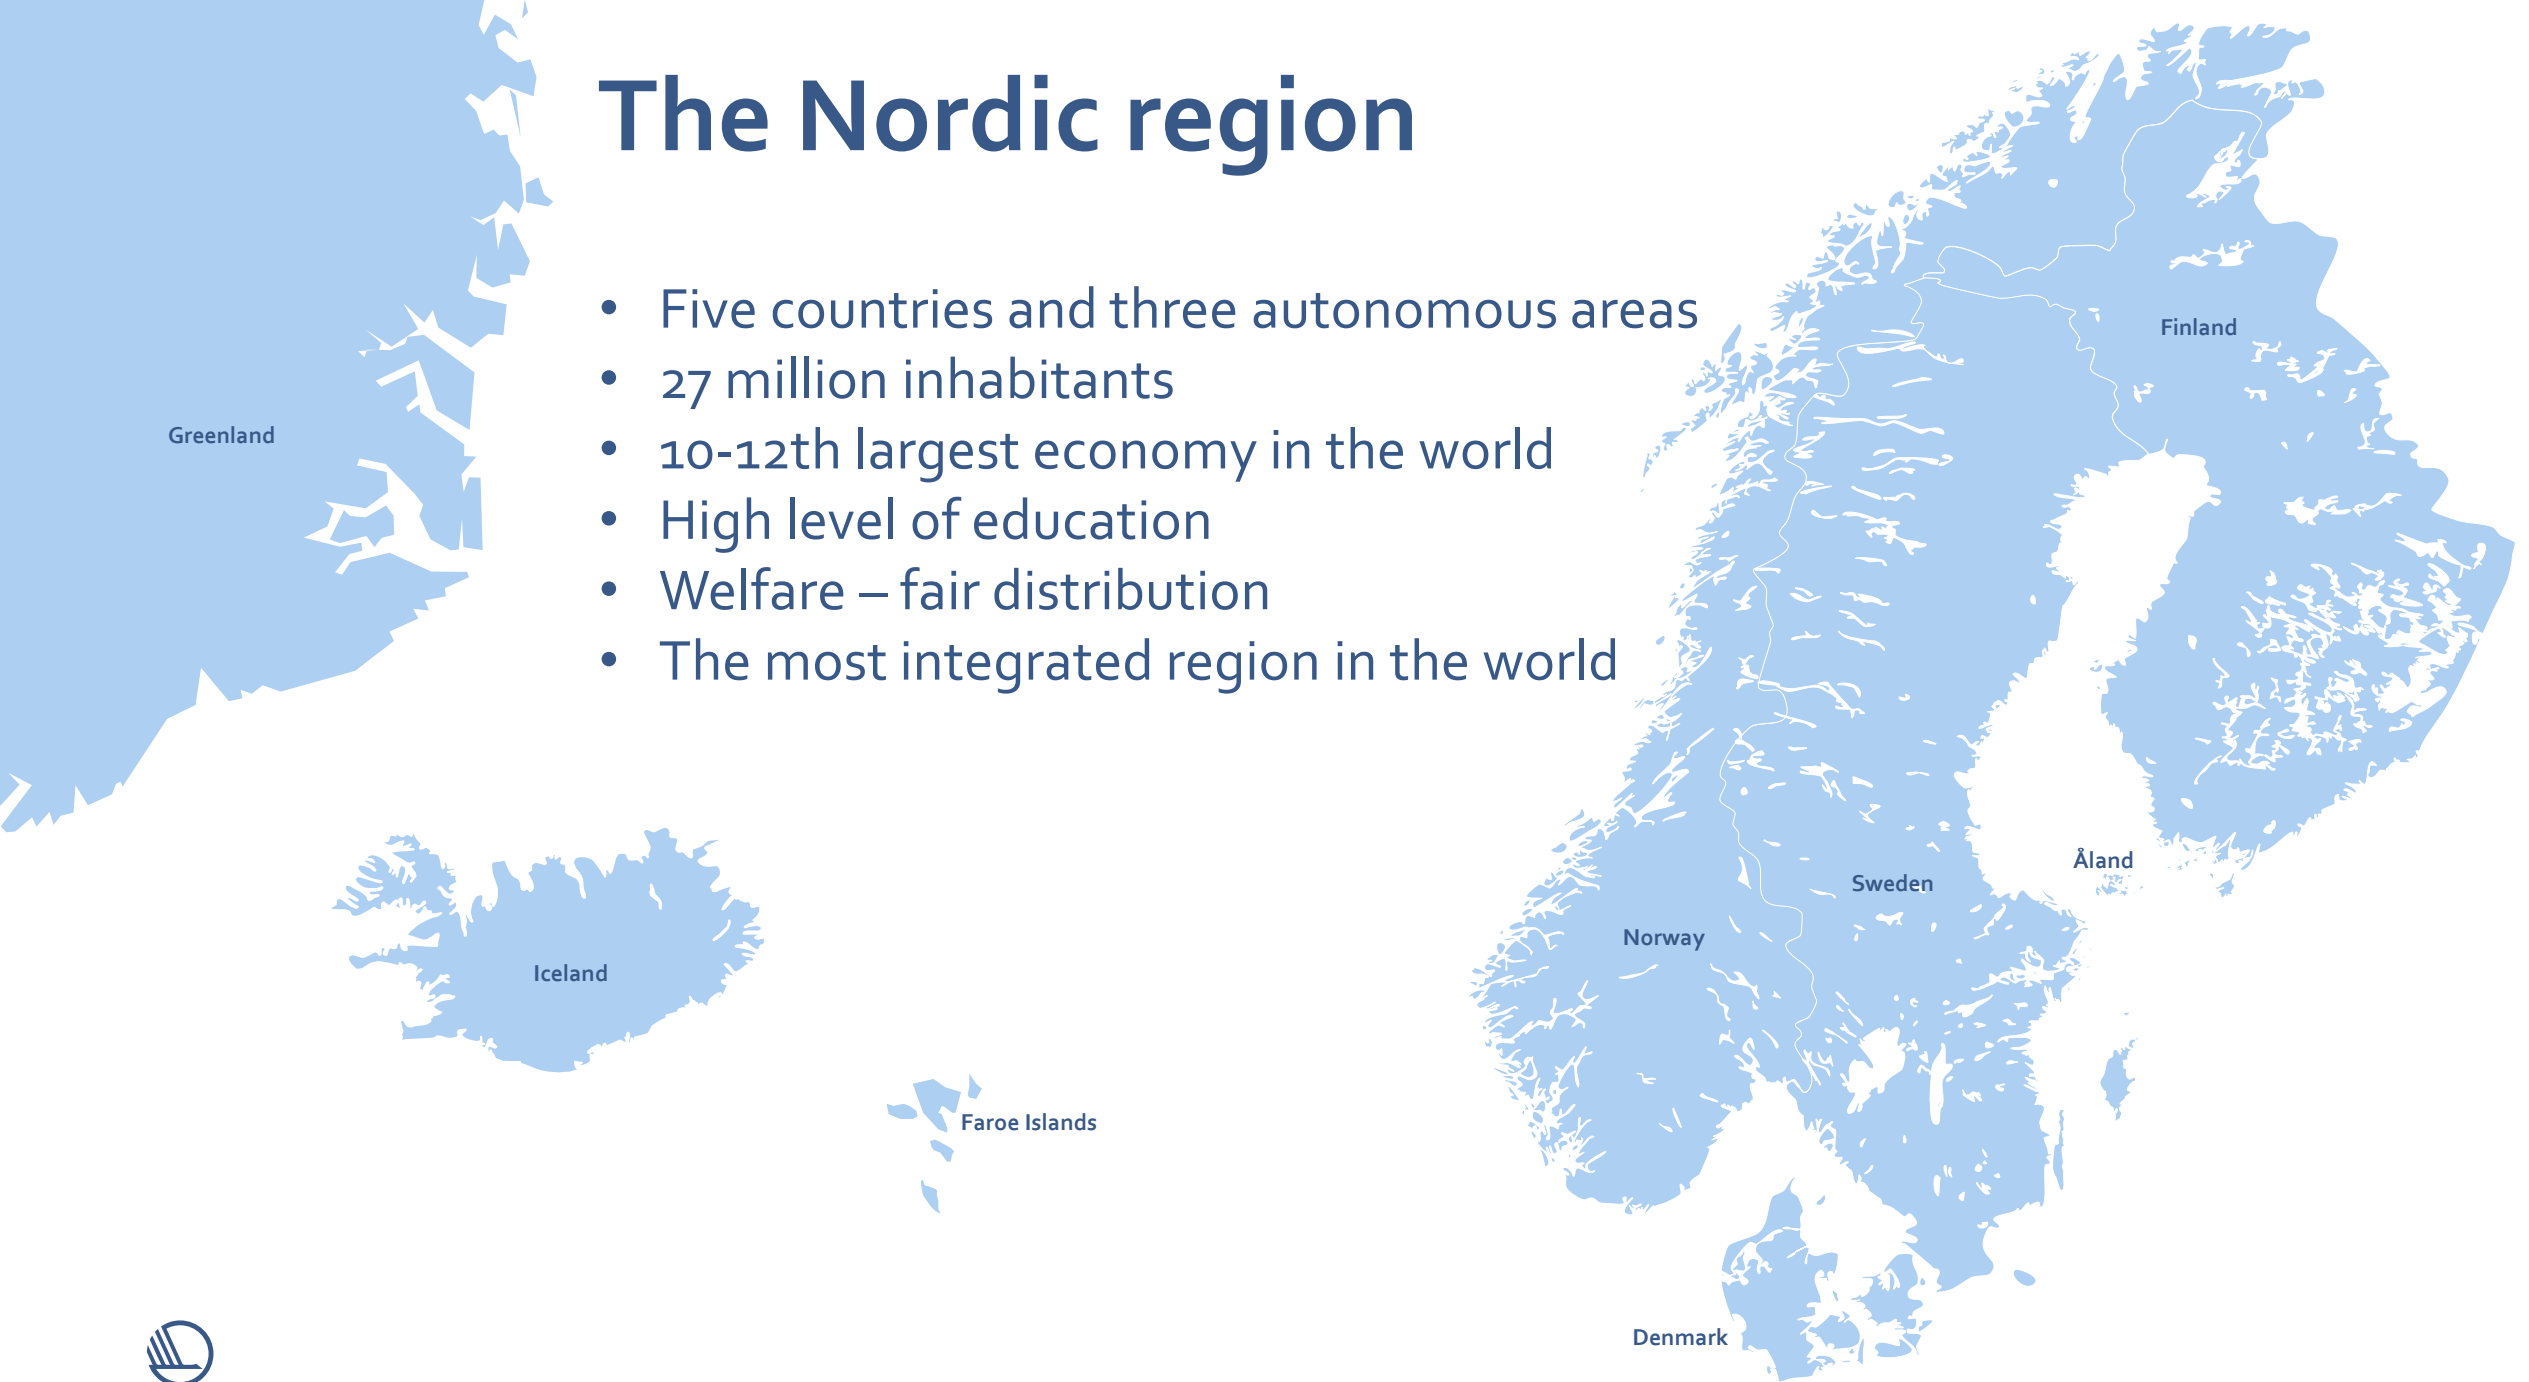 The Nordic region
• Five countries and three autonomous areas
• 27 million inhabitants
• 10-12th largest economy in the world
• High level of education
• Welfare – fair distribution
• The most integrated region in the world
Finland
Greenland
Åland
Sweden
Norway
Iceland
Faroe Islands
Denmark